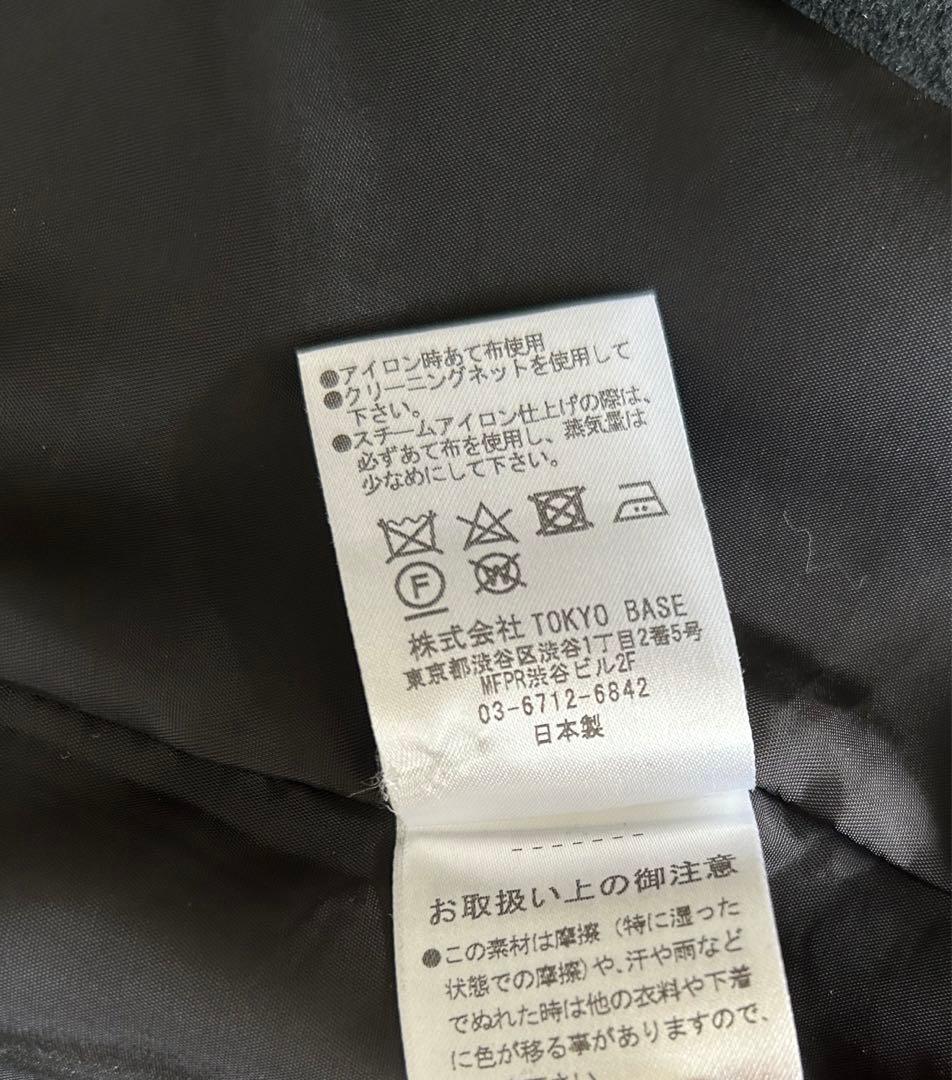 ●アイロン時あて布使用
●クリーニングネットを使用して
下さい。
●スチームアイロン仕上げの際は、
必ずあて布を使用し、蒸気量は
少なめにして下さい。
F
W
株式会社 TOKYO BASE
東京都渋谷区渋谷1丁目2番5号
MFPR渋谷ビル2F
03-6712-6842
日本製
-------
お取扱い上の御注意
●この素材は摩擦（特に湿った
状態での摩擦）や、汗や雨など
でぬれた時は他の衣料や下着
に色が移る事がありますので、
下さい。